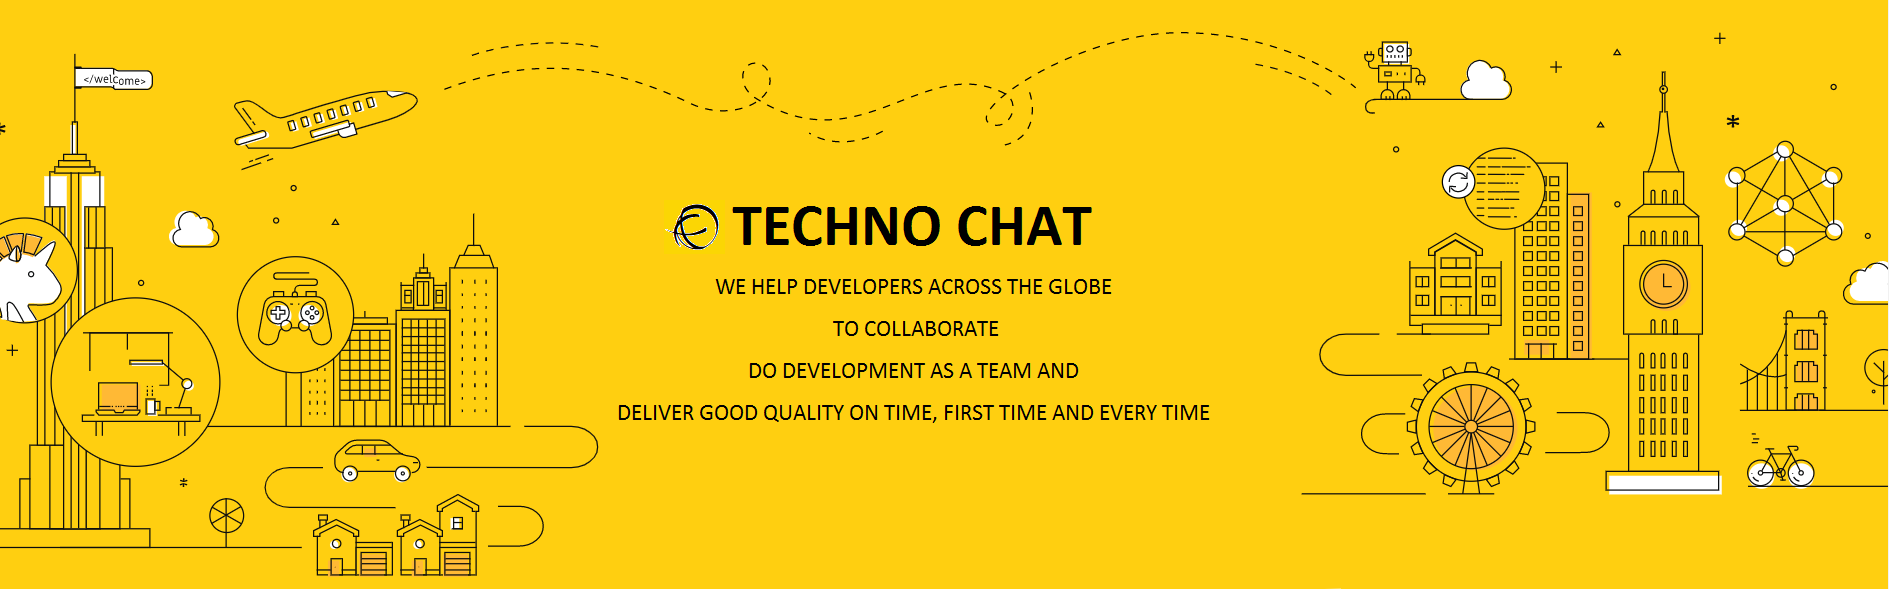 </welcome>
TECHNO CHAT
WE HELP DEVELOPERS ACROSS THE GLOBE
TO COLLABORATE
DO DEVELOPMENT AS A TEAM AND
DELIVER GOOD QUALITY ON TIME, FIRST TIME AND EVERY TIME